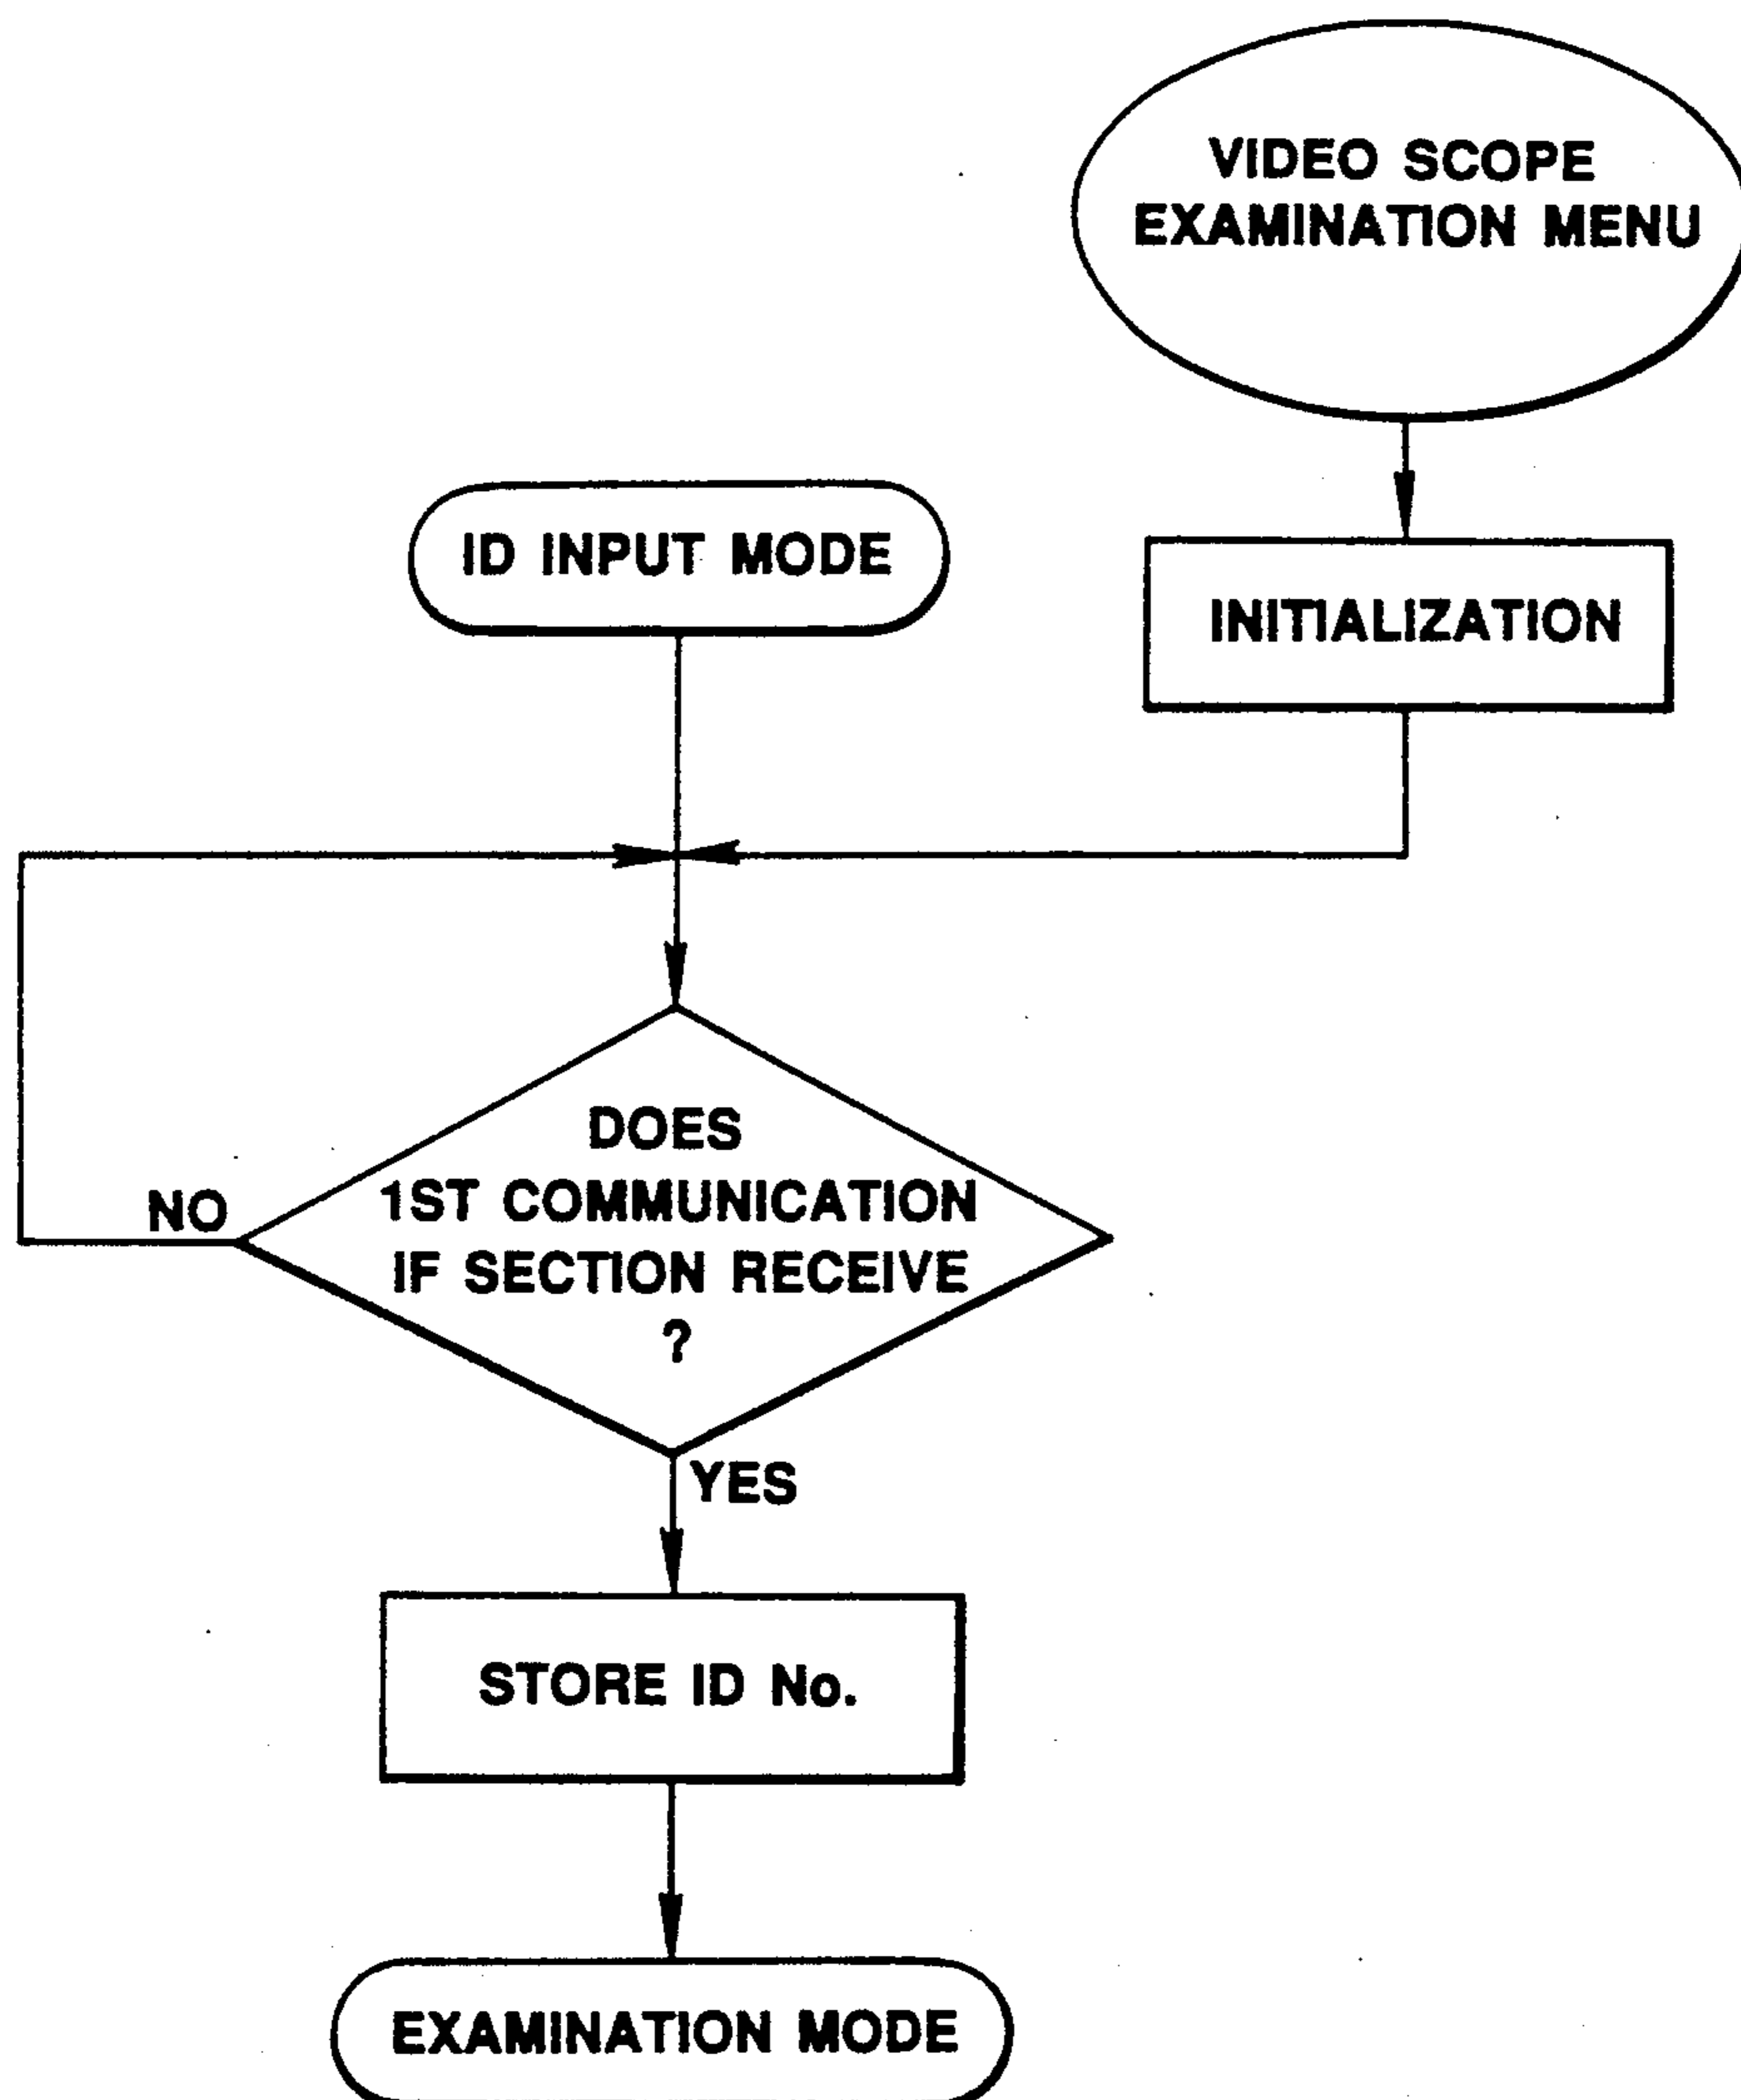 VIDEO SCOPE
EXAMINATION MENU
ID INPUT MODE
INITIALIZATION
DOES
1ST COMMUNICATION
IF SECTION RECEIVE
?
NO
YES
STORE ID No.
EXAMINATION MODE